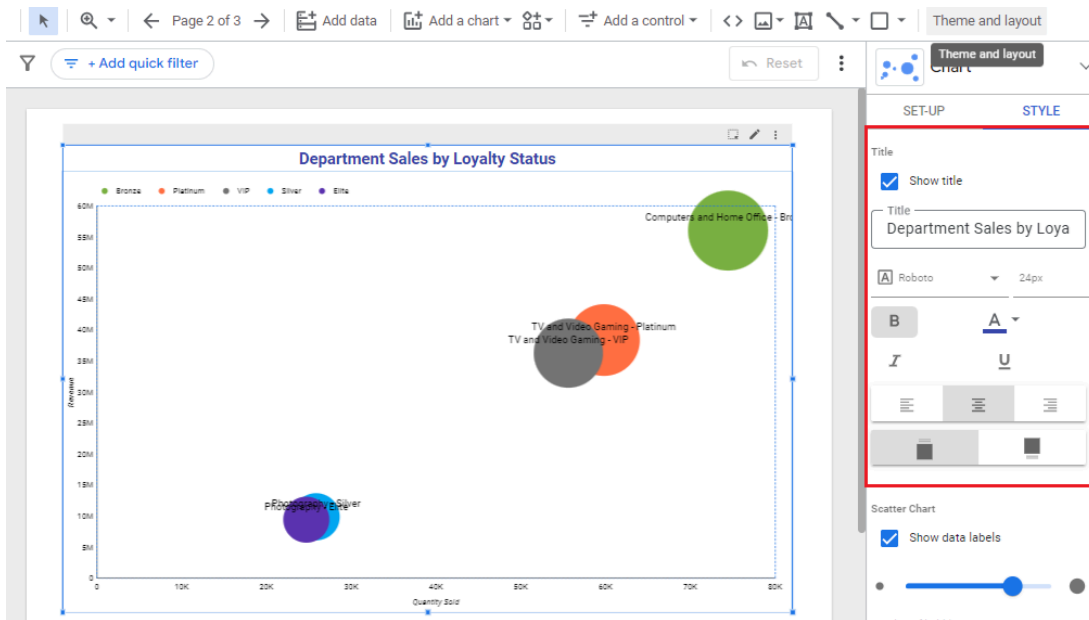 Page 2 of 3 Add data Add a chart Add a control Theme and layout
Theme and layout
+ Add quick filter Reset Chart
SET-UP STYLE
Department Sales by Loyalty Status
Bronze Platinum VIP Silver Elite
60M
55M
50M
45M
40M
35M
30M
25M
20M
15M
10M
5M
0
Revenue
Computers and Home Office - Bro
TV and Video Gaming - Platinum
TV and Video Gaming - VIP
Photography - Silver
Photography - Elite
0 10K 20K 30K 40K 50K 60K 70K 80K
Quantity Sold
Title
Show title
Title
Department Sales by Loya
A Roboto 24px
B A
I U
Scatter Chart
Show data labels